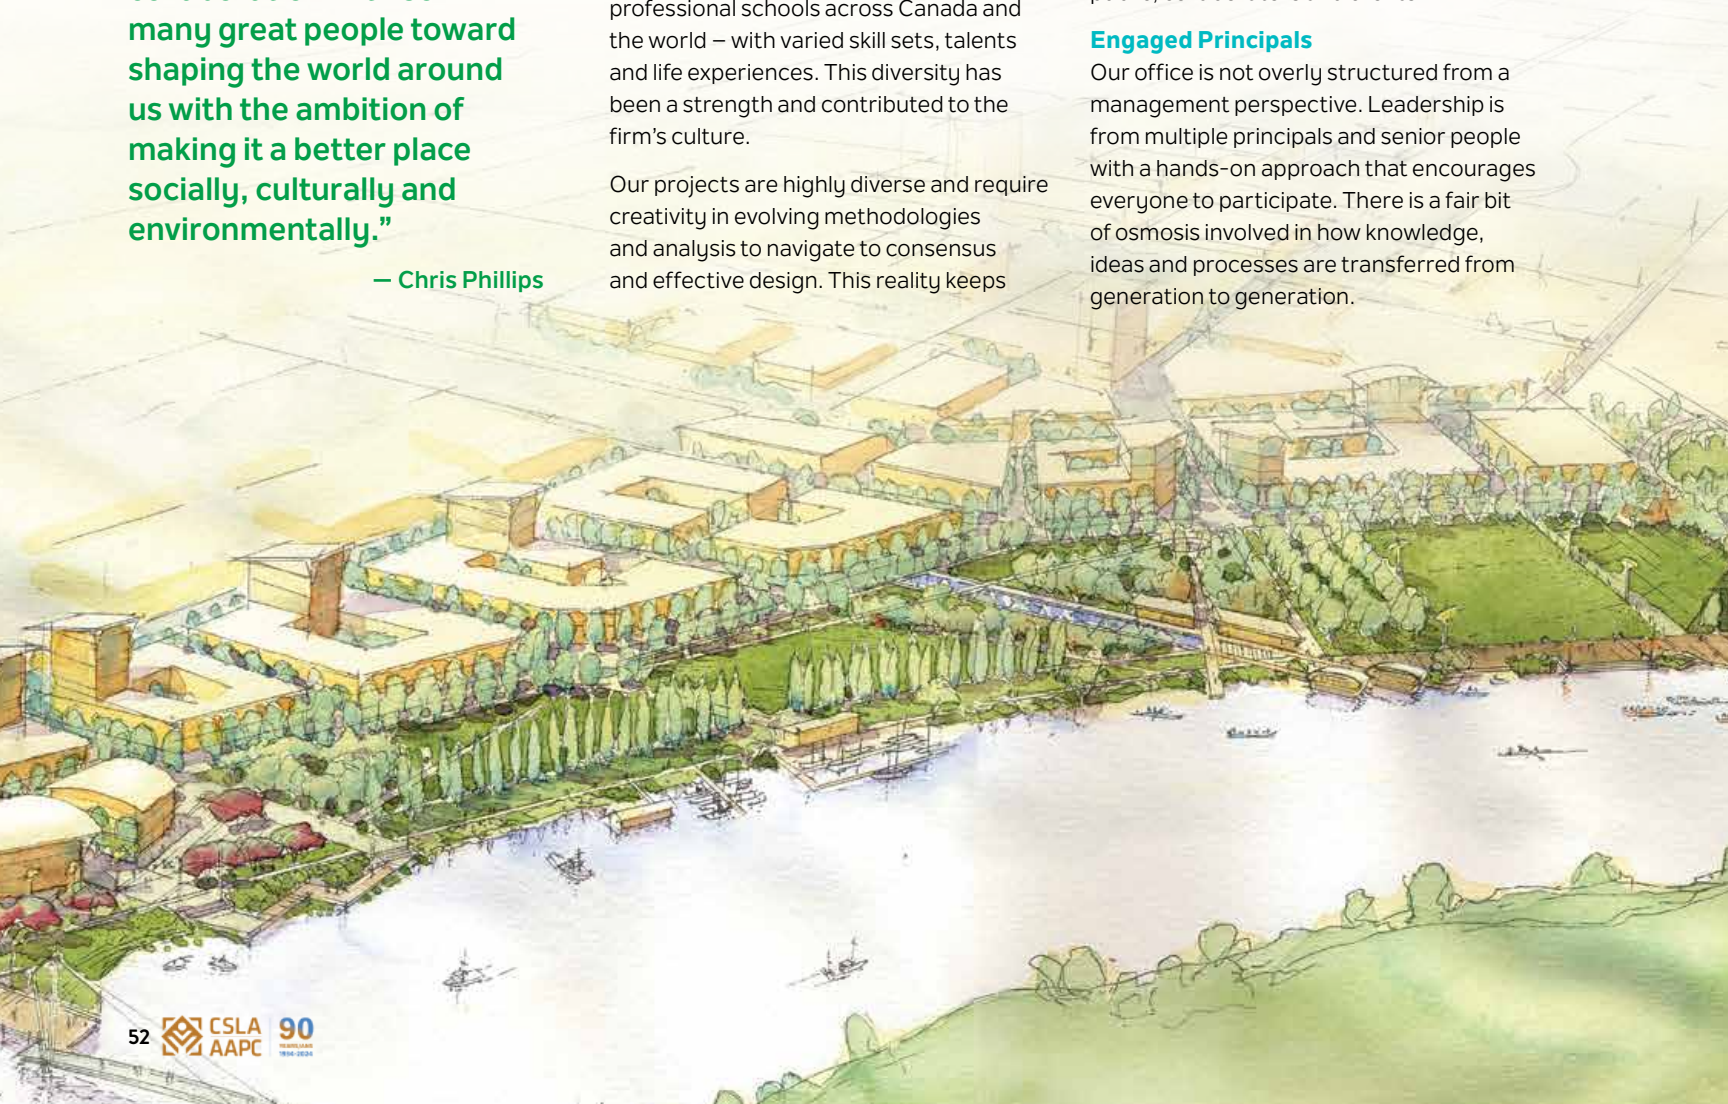 many great people toward
shaping the world around
us with the ambition of
making it a better place
socially, culturally and
environmentally.”
— Chris Phillips
professional schools across Canada and
the world – with varied skill sets, talents
and life experiences. This diversity has
been a strength and contributed to the
firm’s culture.
Our projects are highly diverse and require
creativity in evolving methodologies
and analysis to navigate to consensus
and effective design. This reality keeps
Engaged Principals
Our office is not overly structured from a
management perspective. Leadership is
from multiple principals and senior people
with a hands-on approach that encourages
everyone to participate. There is a fair bit
of osmosis involved in how knowledge,
ideas and processes are transferred from
generation to generation.
52
CSLA
AAPC
90
1934-2024